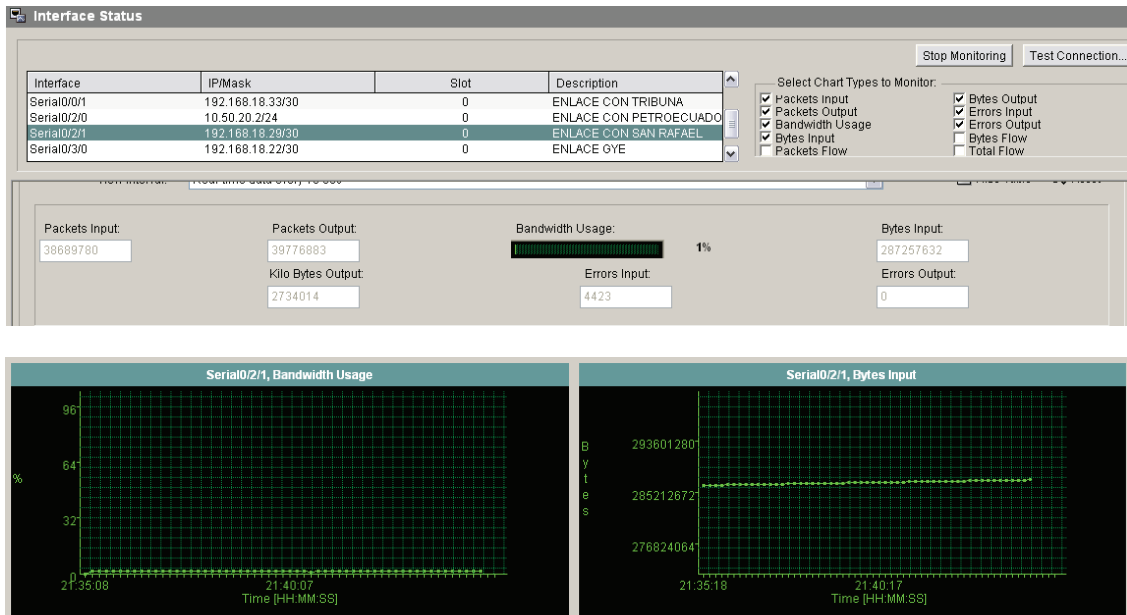 Interface Status
Stop Monitoring Test Connection...
Interface IP/Mask Slot Description
Serial0/0/1 192.168.18.33/30 0 ENLACE CON TRIBUNA
Serial0/2/0 10.50.20.2/24 0 ENLACE CON PETROECUADO
Serial0/2/1 192.168.18.29/30 0 ENLACE CON SAN RAFAEL
Serial0/3/0 192.168.18.22/30 0 ENLACE GYE
Select Chart Types to Monitor:
Packets Input Bytes Output
Packets Output Errors Input
Bandwidth Usage Errors Output
Bytes Input Bytes Flow
Packets Flow Total Flow
Packets Input: Packets Output: Bandwidth Usage: Bytes Input:
38689780 39776883 1% 287257632
Kilo Bytes Output: Errors Input: Errors Output:
2734014 4423 0
Serial0/2/1, Bandwidth Usage
96
64
%
32
0
21:35:08 21:40:07
Time [HH:MM:SS]
Serial0/2/1, Bytes Input
Bytes
293601280
285212672
276824064
21:35:18 21:40:17
Time [HH:MM:SS]